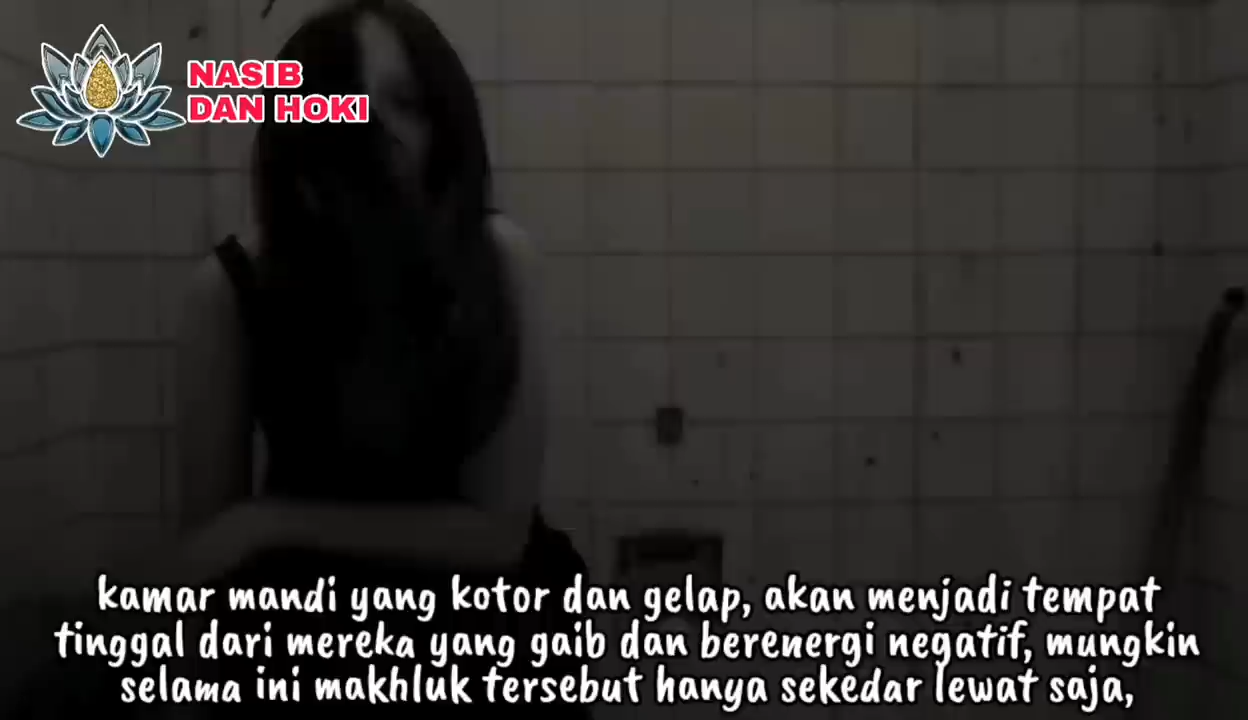 NASIB
DAN HOKI
kamar mandi yang kotor dan gelap, akan menjadi tempat
tinggal dari mereka yang gaib dan berenergi negatif, mungkin
selama ini makhluk tersebut hanya sekedar lewat saja,